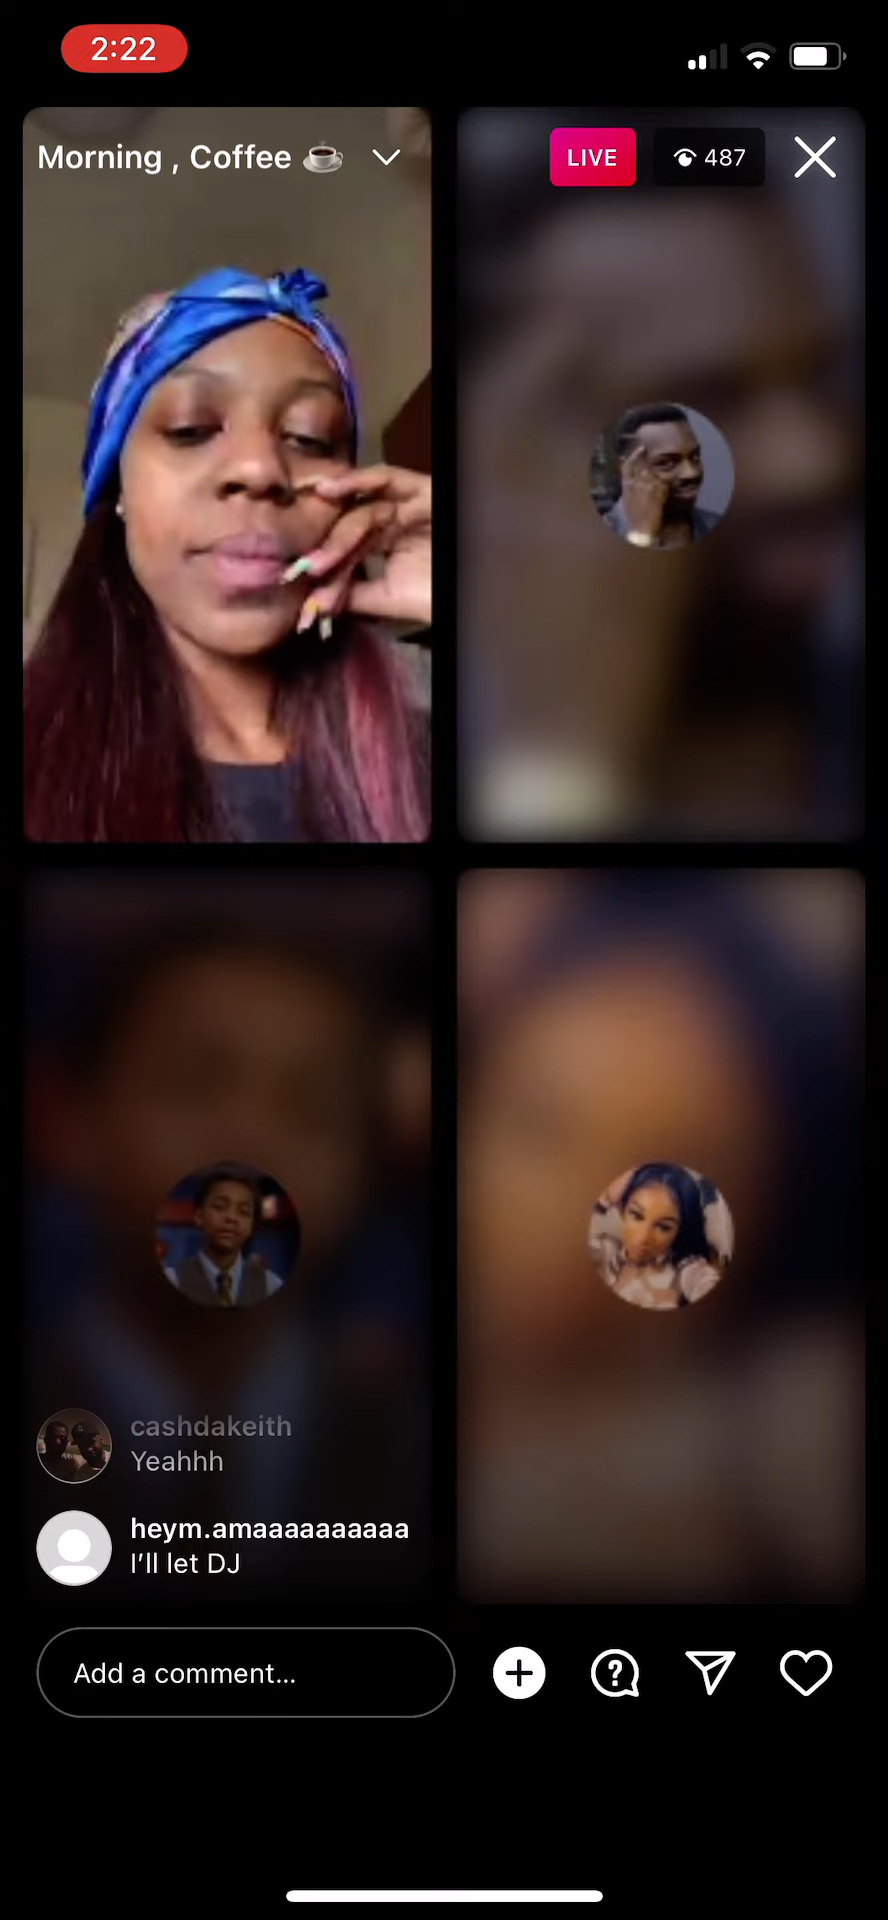 2:22
Morning , Coffee ☕
LIVE
487
cashdakeith
Yeahhh
heym.amaaaaaaaaaa
I'll let DJ
Add a comment...